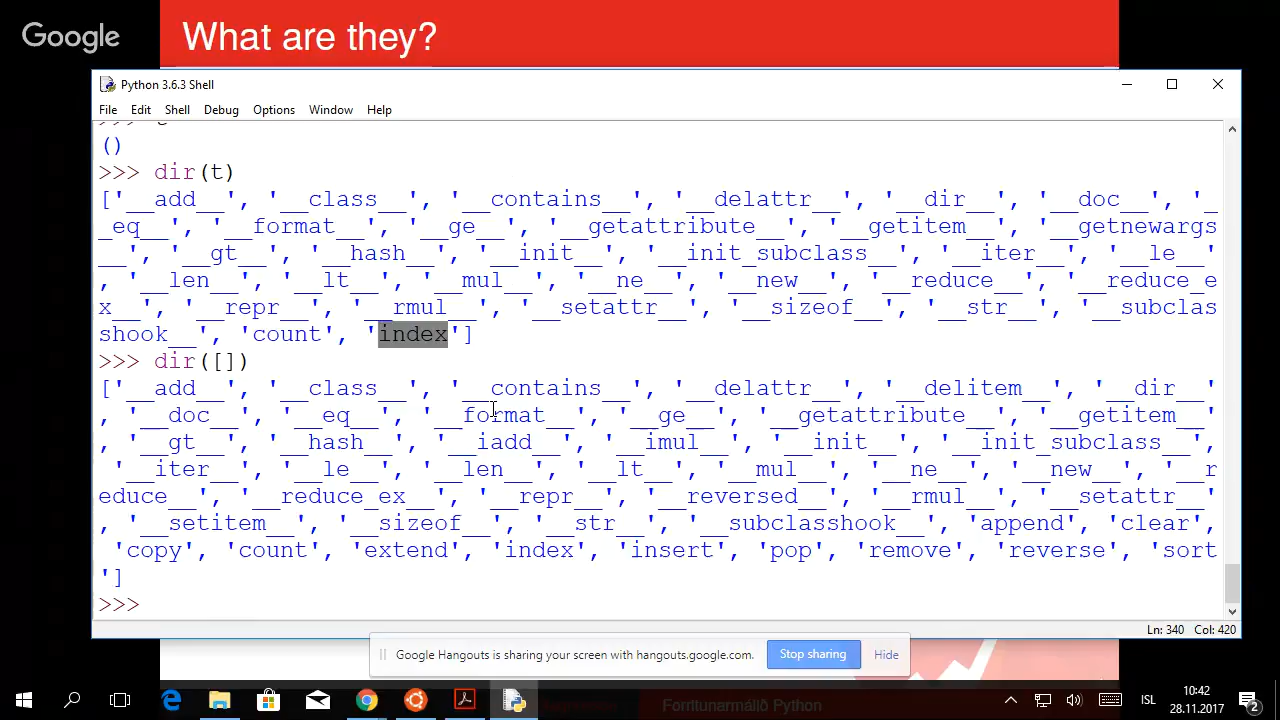 Google
What are they?
Python 3.6.3 Shell
File Edit Shell Debug Options Window Help
()
>>> dir(t)
['__add__', '__class__', '__contains__', '__delattr__', '__dir__', '__doc__', '_
_eq__', '__format__', '__ge__', '__getattribute__', '__getitem__', '__getnewargs
__', '__gt__', '__hash__', '__init__', '__init_subclass__', '__iter__', '__le__'
, '__len__', '__lt__', '__mul__', '__ne__', '__new__', '__reduce__', '__reduce_e
x__', '__repr__', '__rmul__', '__setattr__', '__sizeof__', '__str__', '__subclas
shook__', 'count', 'index']
>>> dir([])
['__add__', '__class__', '__contains__', '__delattr__', '__delitem__', '__dir__'
, '__doc__', '__eq__', '__format__', '__ge__', '__getattribute__', '__getitem__'
, '__gt__', '__hash__', '__iadd__', '__imul__', '__init__', '__init_subclass__',
'__iter__', '__le__', '__len__', '__lt__', '__mul__', '__ne__', '__new__', '__r
educe__', '__reduce_ex__', '__repr__', '__reversed__', '__rmul__', '__setattr__'
, '__setitem__', '__sizeof__', '__str__', '__subclasshook__', 'append', 'clear',
'copy', 'count', 'extend', 'index', 'insert', 'pop', 'remove', 'reverse', 'sort
']
>>>
Ln: 340 Col: 420
Google Hangouts is sharing your screen with hangouts.google.com. Stop sharing Hide
Forritunarmálið Python
ISL
10:42
28.11.2017
2